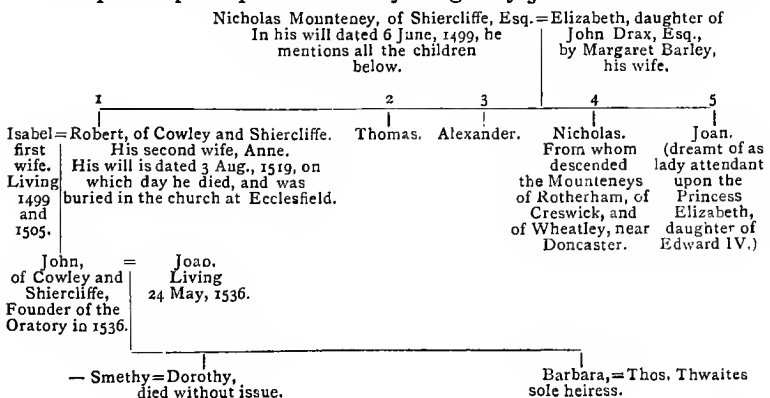 Nicholas Mounteney, of Shiercliffe, Esq.=Elizabeth, daughter of
In his will dated 6 June, 1499, he
mentions all the children
below.
John Drax, Esq.,
by Margaret Barley,
his wife.
1
2
3
4
5
Isabel=Robert, of Cowley and Shiercliffe.
first
wife.
Living
1499
and
1505.
His second wife, Anne.
His will is dated 3 Aug., 1519, on
which day he died, and was
buried in the church at Ecclesfield.
Thomas.
Alexander.
Nicholas.
From whom
descended
the Mounteneys
of Rotherham, of
Creswick, and
of Wheatley, near
Doncaster.
Joan.
(dreamt of as
lady attendant
upon the
Princess
Elizabeth,
daughter of
Edward IV.)
John, = Joan.
of Cowley and
Shiercliffe,
Founder of the
Oratory in 1536.
Living
24 May, 1536.
— Smethy=Dorothy,
died without issue.
Barbara,=Thos. Thwaites
sole heiress.